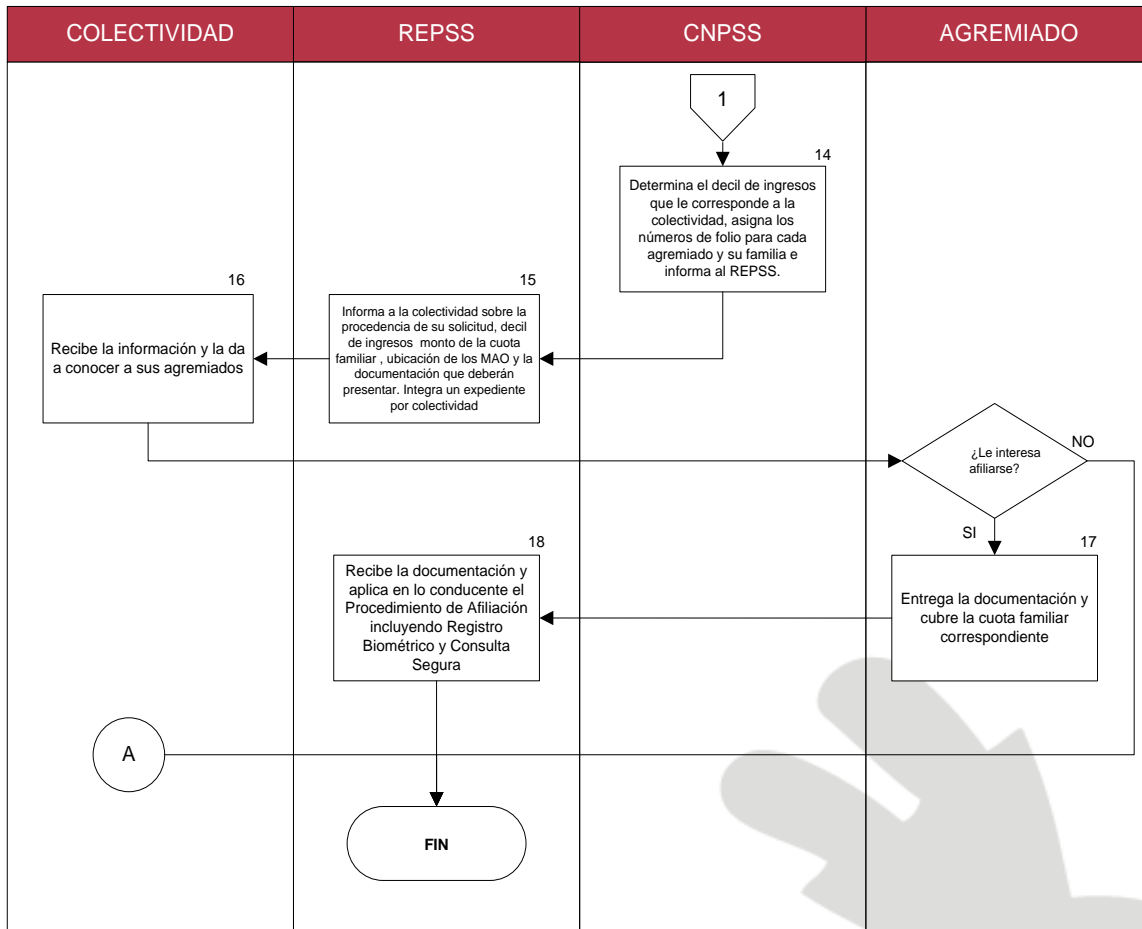 COLECTIVIDAD
REPSS
CNPSS
AGREMIADO
1
14
Determina el decil de ingresos
que le corresponde a la
colectividad, asigna los
números de folio para cada
agremiado y su familia e
informa al REPSS.
15
Informa a la colectividad sobre la
procedencia de su solicitud, decil
de ingresos monto de la cuota
familiar , ubicación de los MAO y la
documentación que deberán
presentar. Integra un expediente
por colectividad
16
Recibe la información y la da
a conocer a sus agremiados
¿Le interesa
afiliarse?
NO
SI
17
Entrega la documentación y
cubre la cuota familiar
correspondiente
18
Recibe la documentación y
aplica en lo conducente el
Procedimiento de Afiliación
incluyendo Registro
Biométrico y Consulta
Segura
A
FIN